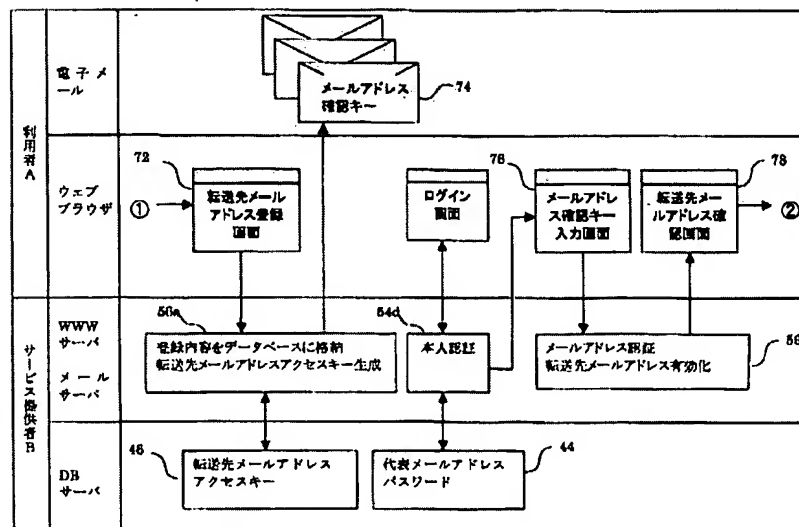 利用者A
電子メ
ール
メールアドレス
確認キー
74
ウェブ
ブラウザ
①
72
転送先メール
アドレス登録
画面
ログイン
画面
76
メールアドレ
ス確認キー
入力画面
78
転送先メー
ルアドレス確
認画面
②
サービス提供者B
WWW
サーバ
メール
サーバ
56a
登録内容をデータベースに格納
転送先メールアドレスアクセスキー生成
54d
本人認証
メールアドレス認証
転送先メールアドレス有効化
DB
サーバ
46
転送先メールアドレス
アクセスキー
代表メールアドレス
パスワード
44